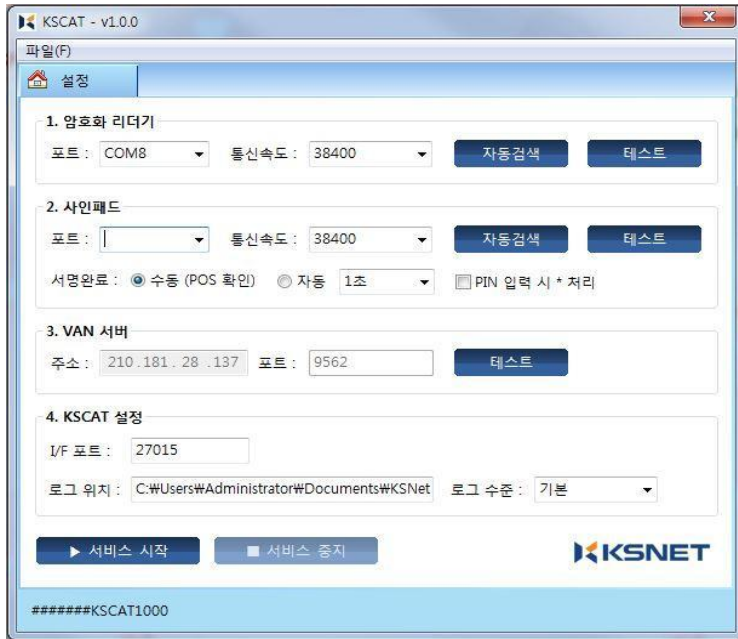 KSCAT - v1.0.0
파일(F)
설정
1. 암호화 리더기
포트 : COM8 통신속도 : 38400 자동검색 테스트
2. 사인패드
포트 : 통신속도 : 38400 자동검색 테스트
서명완료 : 수동 (POS 확인) 자동 1초 PIN 입력 시 * 처리
3. VAN 서버
주소 : 210 . 181 . 28 . 137 포트 : 9562 테스트
4. KSCAT 설정
I/F 포트 : 27015
로그 위치 : C:₩Users₩Administrator₩Documents₩KSNet 로그 수준 : 기본
▶ 서비스 시작 ■ 서비스 중지 KSNET
#######KSCAT1000